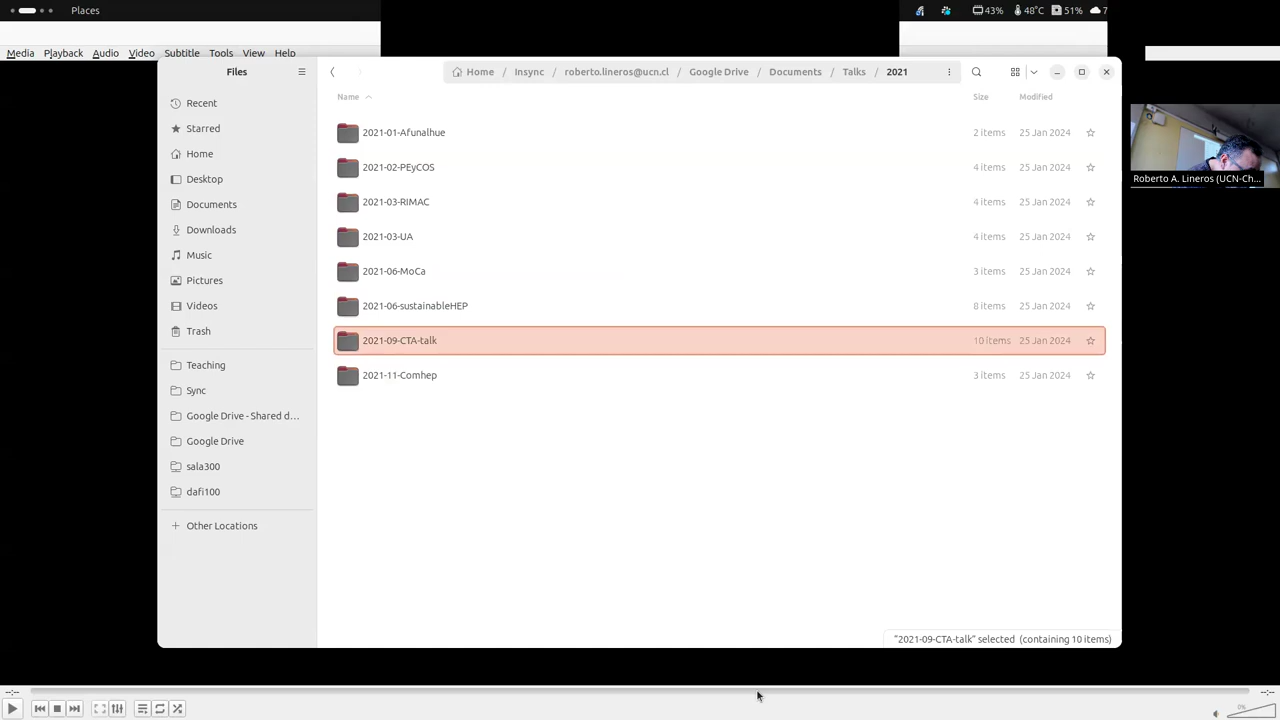 Places
43%
48°C
51%
7
Media Playback Audio Video Subtitle Tools View Help
Files
Home / Insync / roberto.lineros@ucn.cl / Google Drive / Documents / Talks / 2021
Name Size Modified
Recent
Starred
Home
Desktop
Documents
Downloads
Music
Pictures
Videos
Trash
Teaching
Sync
Google Drive - Shared d...
Google Drive
sala300
dafi100
Other Locations
2021-01-Afunalhue 2 items 25 Jan 2024
2021-02-PEyCOS 4 items 25 Jan 2024
2021-03-RIMAC 4 items 25 Jan 2024
2021-03-UA 4 items 25 Jan 2024
2021-06-MoCa 3 items 25 Jan 2024
2021-06-sustainableHEP 8 items 25 Jan 2024
2021-09-CTA-talk 10 items 25 Jan 2024
2021-11-Comhep 3 items 25 Jan 2024
"2021-09-CTA-talk" selected (containing 10 items)
Roberto A. Lineros (UCN-Ch...
--:-- --:--
0%